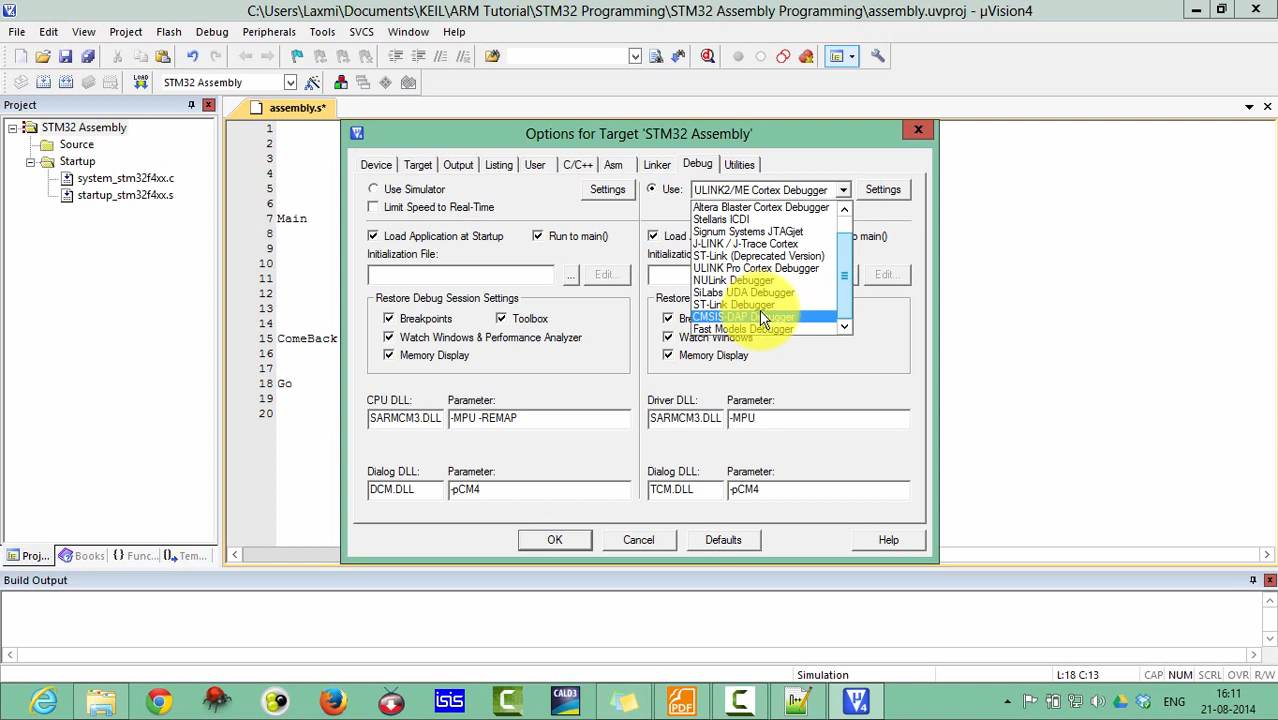 C:\Users\Laxmi\Documents\KEIL\ARM Tutorial\STM32 Programming\STM32 Assembly Programming\assembly.uvproj - µVision4
File Edit View Project Flash Debug Peripherals Tools SVCS Window Help
STM32 Assembly
Project
assembly.s*
STM32 Assembly
Source
Startup
system_stm32f4xx.c
startup_stm32f4xx.s
1
2
3
4
5
6
7 Main
8
9
10
11
12
13
14
15 ComeBack
16
17
18 Go
19
20
Options for Target 'STM32 Assembly'
Device Target Output Listing User C/C++ Asm Linker Debug Utilities
Use Simulator Settings
Limit Speed to Real-Time
Use: ULINK2/ME Cortex Debugger Settings
Altera Blaster Cortex Debugger
Stellaris ICDI
Signum Systems JTAGjet
J-LINK / J-Trace Cortex
ST-Link (Deprecated Version)
ULINK Pro Cortex Debugger
NULink Debugger
SiLabs UDA Debugger
ST-Link Debugger
CMSIS-DAP Debugger
Fast Models Debugger
Load Application at Startup Run to main()
Initialization File:
... Edit...
Restore Debug Session Settings
Breakpoints Toolbox
Watch Windows & Performance Analyzer
Memory Display
Load
main()
Initializa
Edit...
Restore
Watch Windows
Memory Display
CPU DLL: Parameter:
SARMCM3.DLL -MPU -REMAP
Driver DLL: Parameter:
SARMCM3.DLL -MPU
Dialog DLL: Parameter:
DCM.DLL -pCM4
Dialog DLL: Parameter:
TCM.DLL -pCM4
OK Cancel Defaults Help
Proj... Books {} Func... Tem...
Build Output
Simulation L:18 C:13 CAP NUM SCRL OVR R/W
isis CALD3 PDF
ENG 16:11
21-08-2014